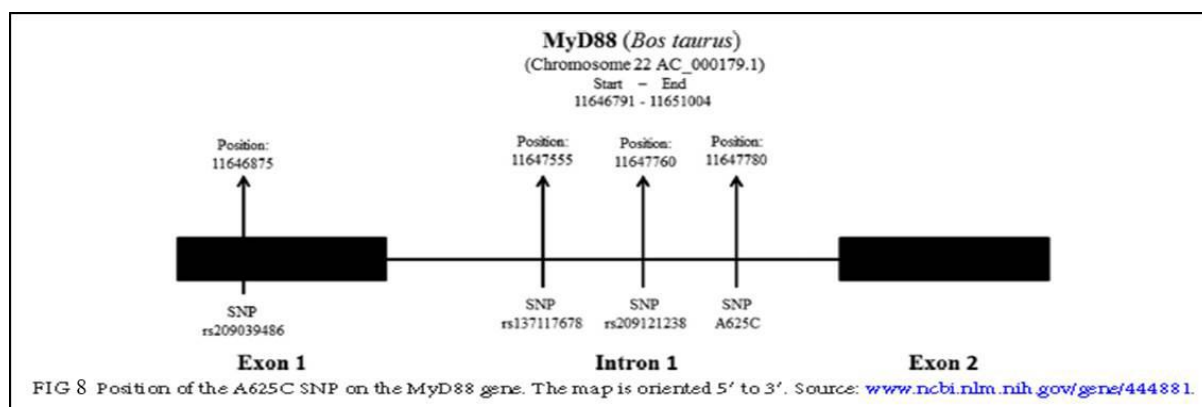 MyD88 (Bos taurus)
(Chromosome 22 AC_000179.1)
Start – End
11646791 - 11651004
Position:
11646875
Position:
11647555
Position:
11647760
Position:
11647780
SNP
rs209039486
SNP
rs137117678
SNP
rs209121238
SNP
A625C
Exon 1
Intron 1
Exon 2
FIG 8 Position of the A625C SNP on the MyD88 gene. The map is oriented 5′ to 3′. Source: www.ncbi.nlm.nih.gov/gene/444881.